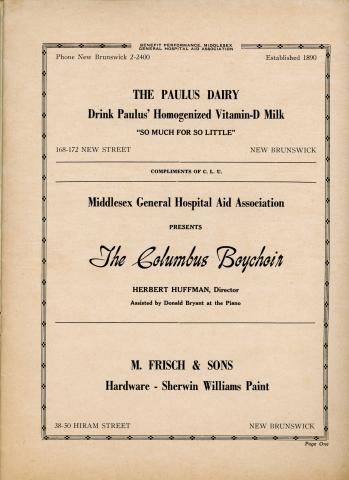 BENEFIT PERFORMANCE, MIDDLESEX
GENERAL HOSPITAL AID ASSOCIATION
Phone New Brunswick 2-2400 Established 1890
THE PAULUS DAIRY
Drink Paulus' Homogenized Vitamin-D Milk
"SO MUCH FOR SO LITTLE"
168-172 NEW STREET NEW BRUNSWICK
COMPLIMENTS OF C. L. U.
Middlesex General Hospital Aid Association
PRESENTS
The Columbus Boychoir
HERBERT HUFFMAN, Director
Assisted by Donald Bryant at the Piano
M. FRISCH & SONS
Hardware - Sherwin Williams Paint
38-50 HIRAM STREET NEW BRUNSWICK
Page One